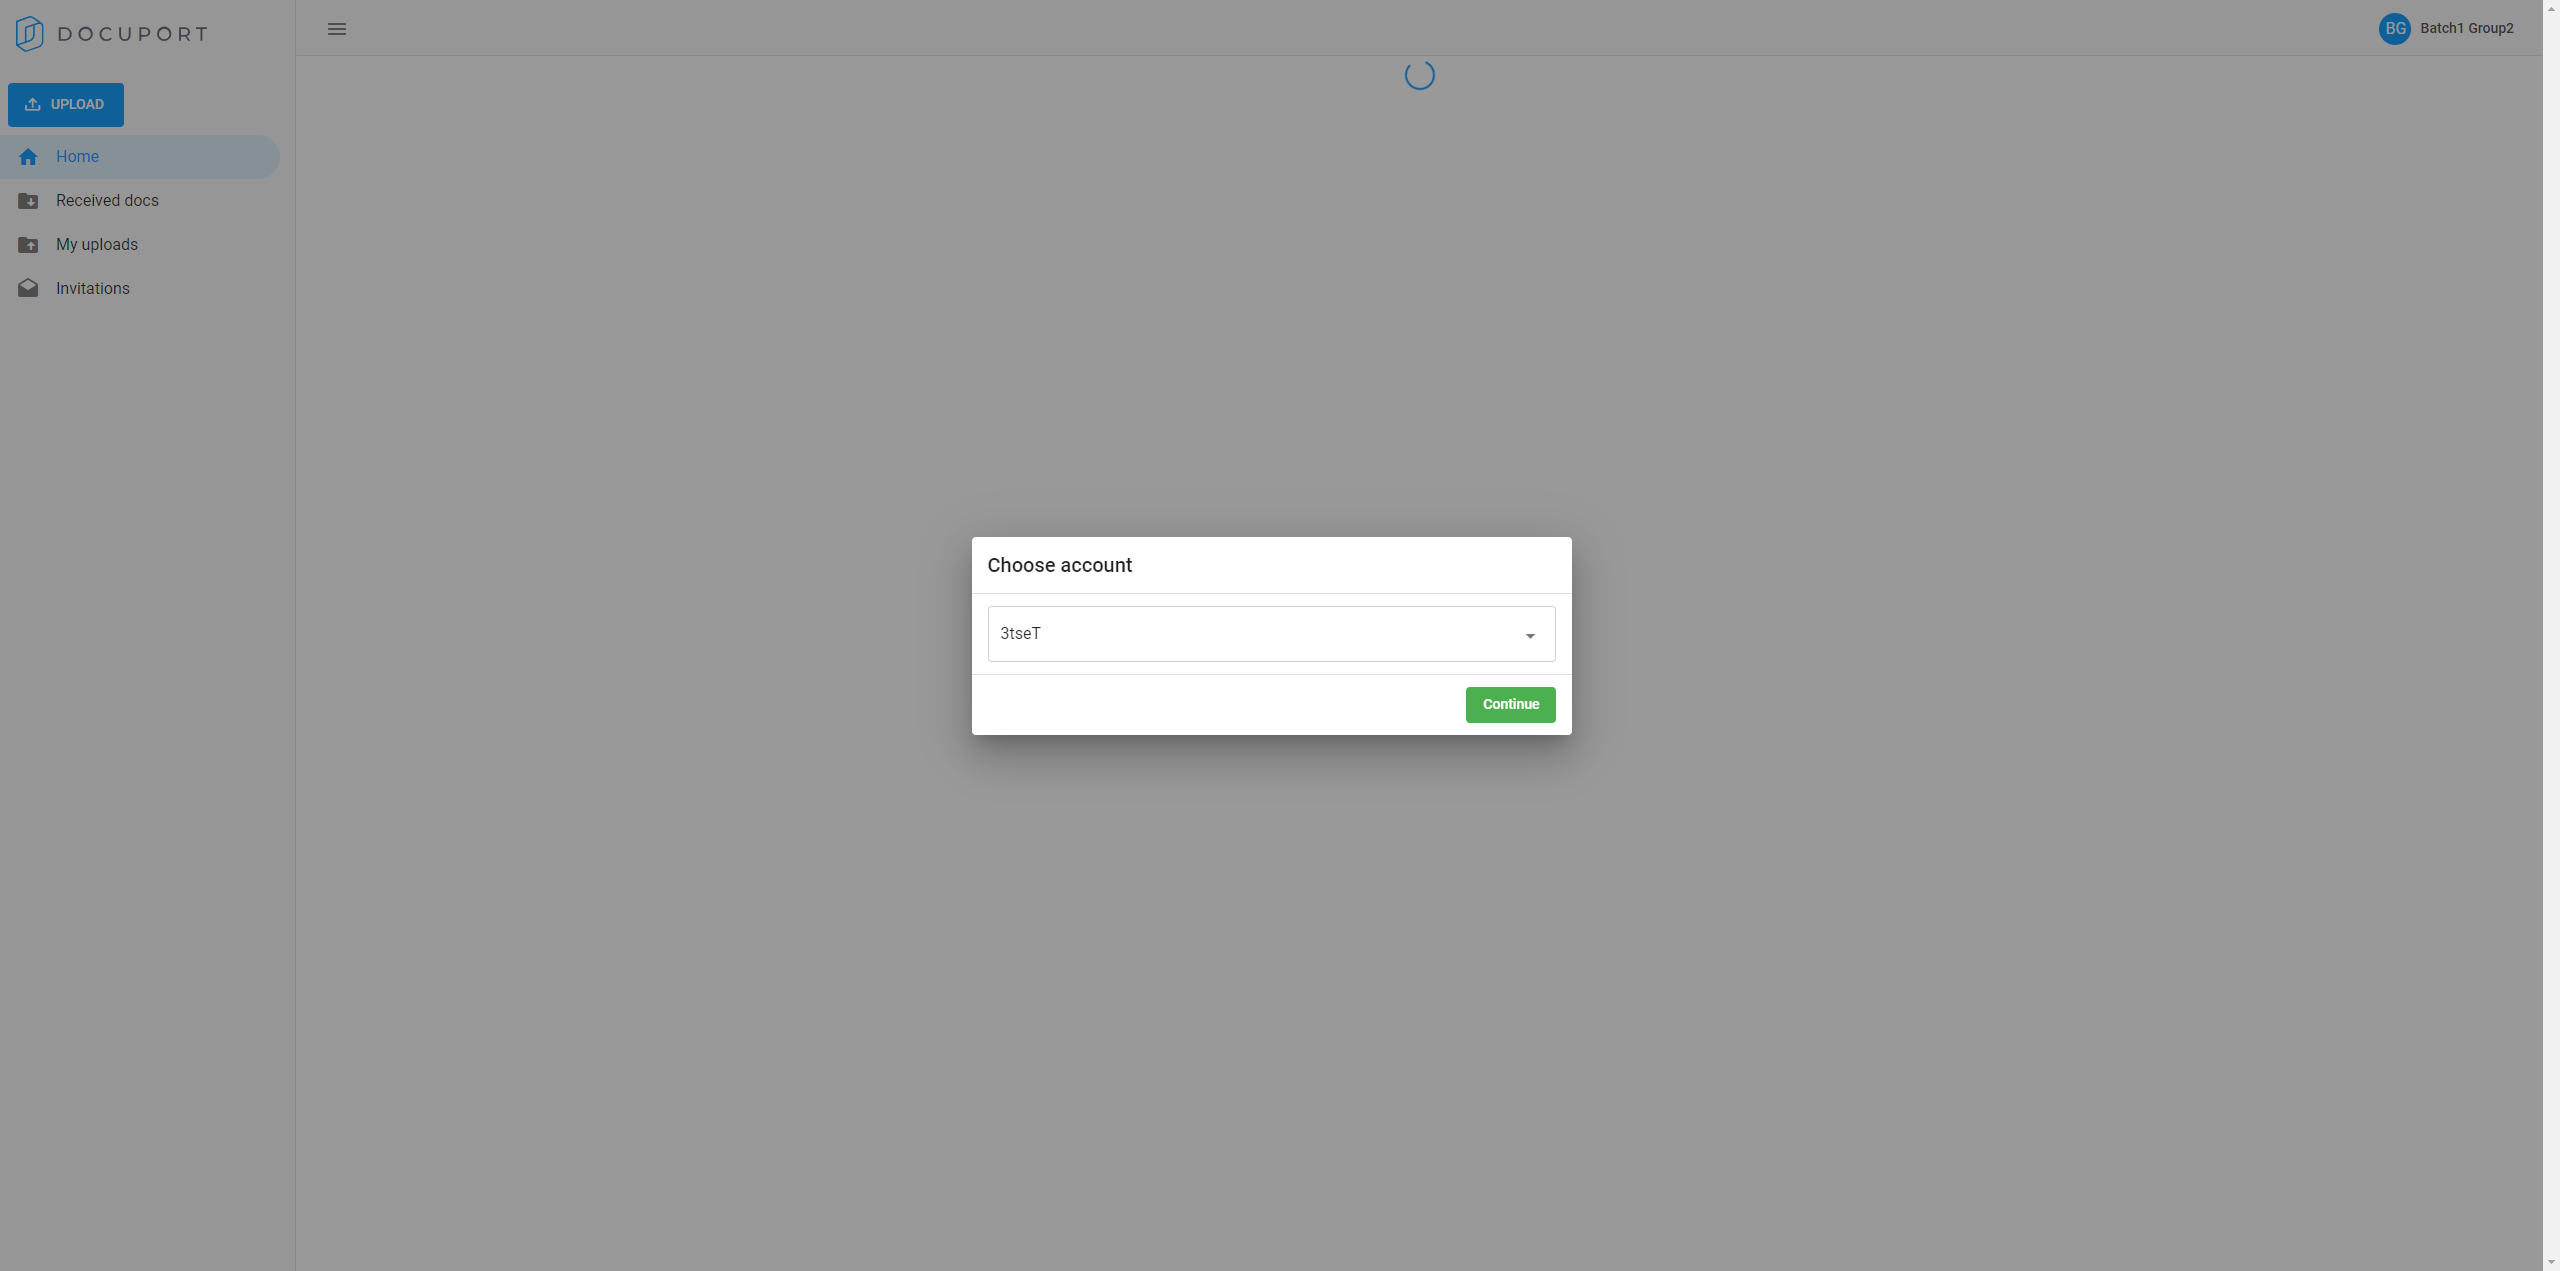 DOCUPORT
BG Batch1 Group2
UPLOAD
Home
Received docs
My uploads
Invitations
Choose account
3tseT
Continue